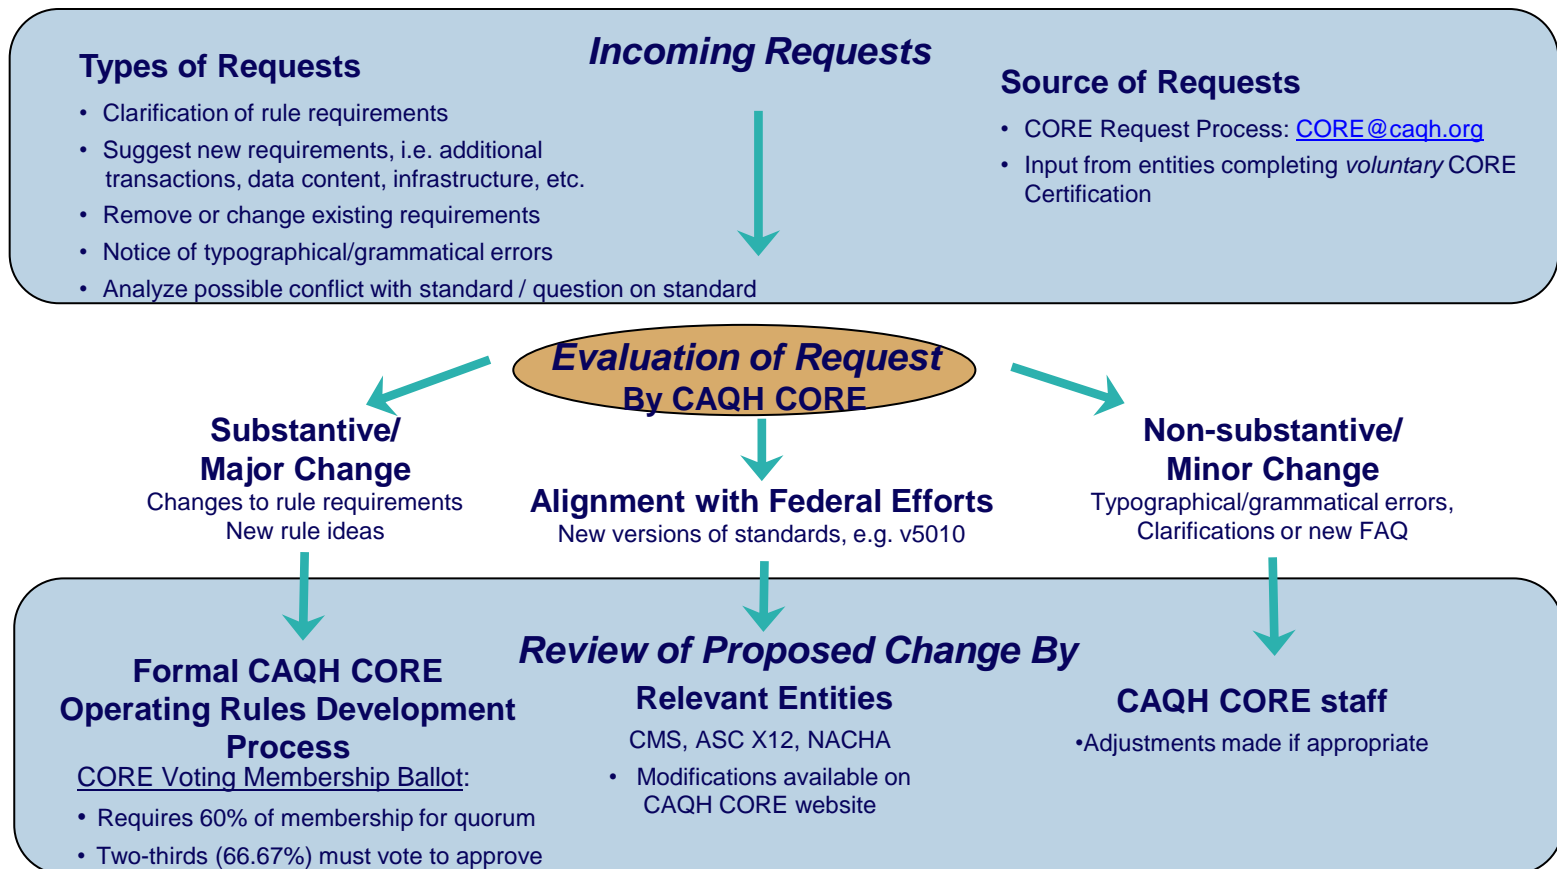 Incoming Requests
Types of Requests
• Clarification of rule requirements
• Suggest new requirements, i.e. additional
transactions, data content, infrastructure, etc.
• Remove or change existing requirements
• Notice of typographical/grammatical errors
• Analyze possible conflict with standard / question on standard
Source of Requests
• CORE Request Process: CORE@caqh.org
• Input from entities completing voluntary CORE
Certification
Evaluation of Request
By CAQH CORE
Substantive/
Major Change
Changes to rule requirements
New rule ideas
Alignment with Federal Efforts
New versions of standards, e.g. v5010
Non-substantive/
Minor Change
Typographical/grammatical errors,
Clarifications or new FAQ
Review of Proposed Change By
Formal CAQH CORE
Operating Rules Development
Process
CORE Voting Membership Ballot:
• Requires 60% of membership for quorum
• Two-thirds (66.67%) must vote to approve
Relevant Entities
CMS, ASC X12, NACHA
• Modifications available on
CAQH CORE website
CAQH CORE staff
•Adjustments made if appropriate